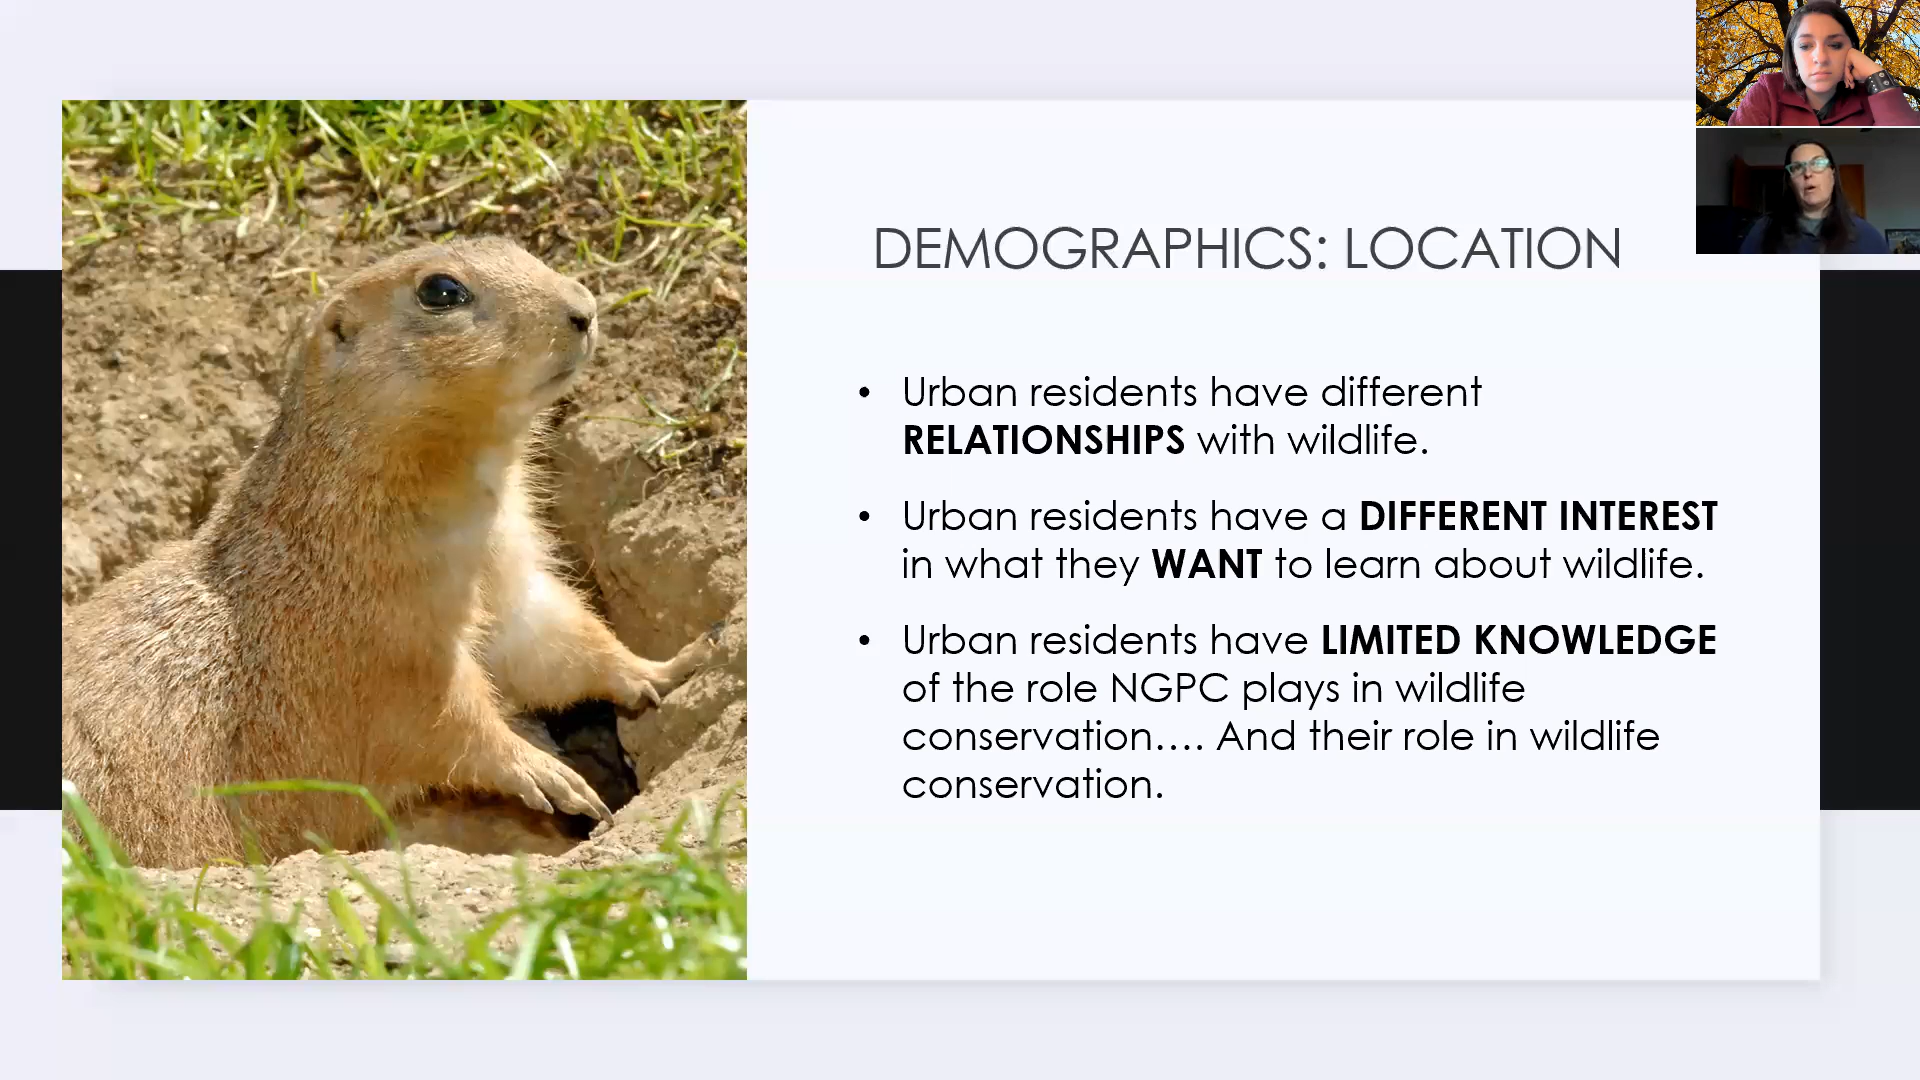 DEMOGRAPHICS: LOCATION
• Urban residents have different
RELATIONSHIPS with wildlife.
• Urban residents have a DIFFERENT INTEREST
in what they WANT to learn about wildlife.
• Urban residents have LIMITED KNOWLEDGE
of the role NGPC plays in wildlife
conservation…. And their role in wildlife
conservation.